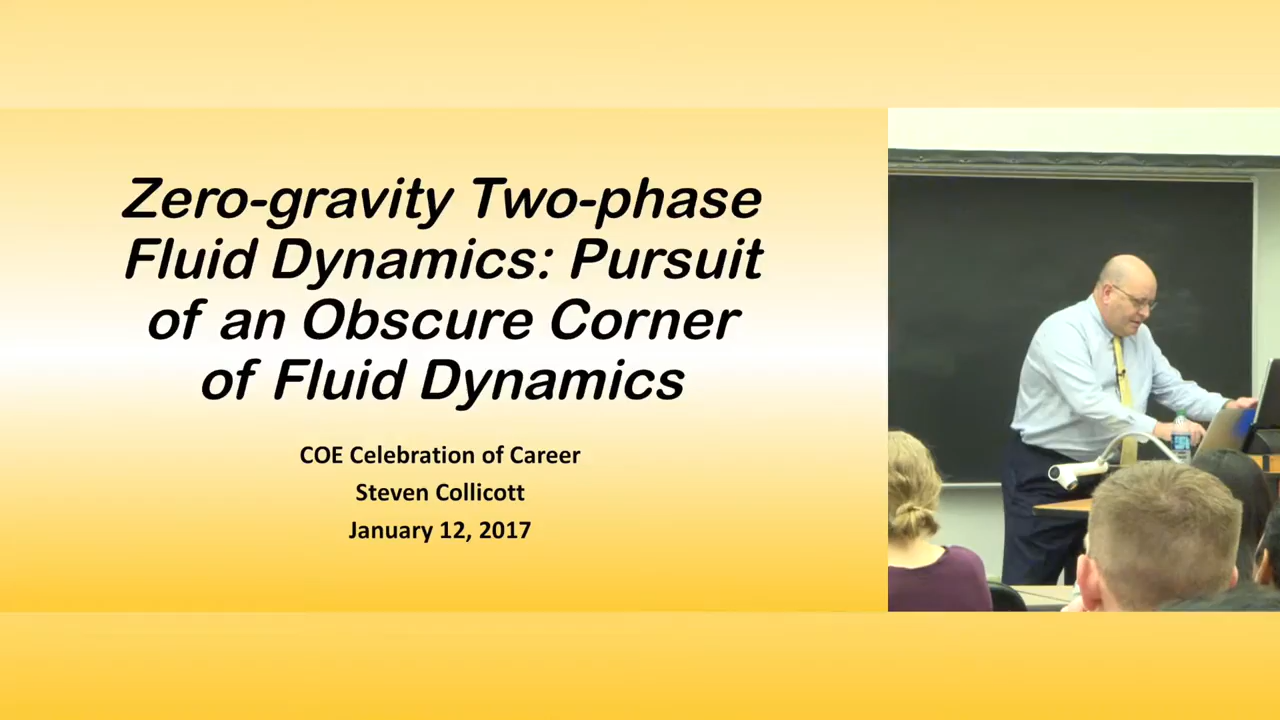 Zero-gravity Two-phase
Fluid Dynamics: Pursuit
of an Obscure Corner
of Fluid Dynamics
COE Celebration of Career
Steven Collicott
January 12, 2017